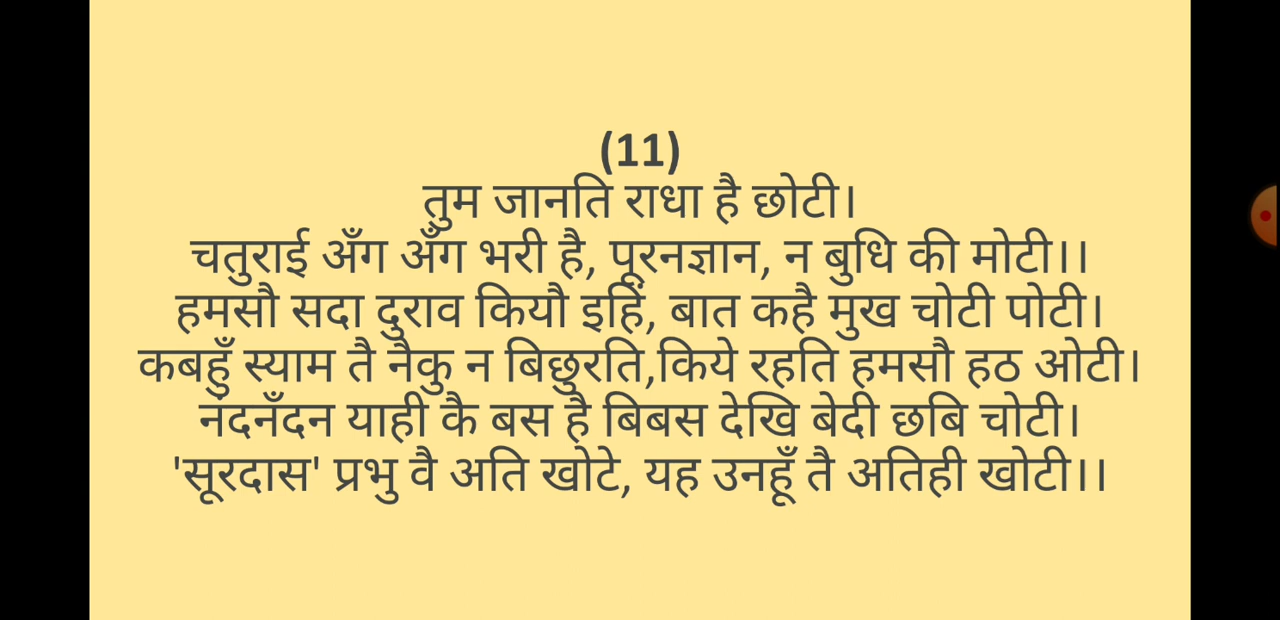 (11)
तुम जानति राधा है छोटी।
चतुराई अँग अँग भरी है, पूरनज्ञान, न बुधि की मोटी।।
हमसौ सदा दुराव कियौ इहिं, बात कहै मुख चोटी पोटी।
कबहुँ स्याम तै नैकु न बिछुरति,किये रहति हमसौ हठ ओटी।
नंदनँदन याही कै बस है बिबस देखि बेदी छबि चोटी।
'सूरदास' प्रभु वै अति खोटे, यह उनहूँ तै अतिही खोटी।।